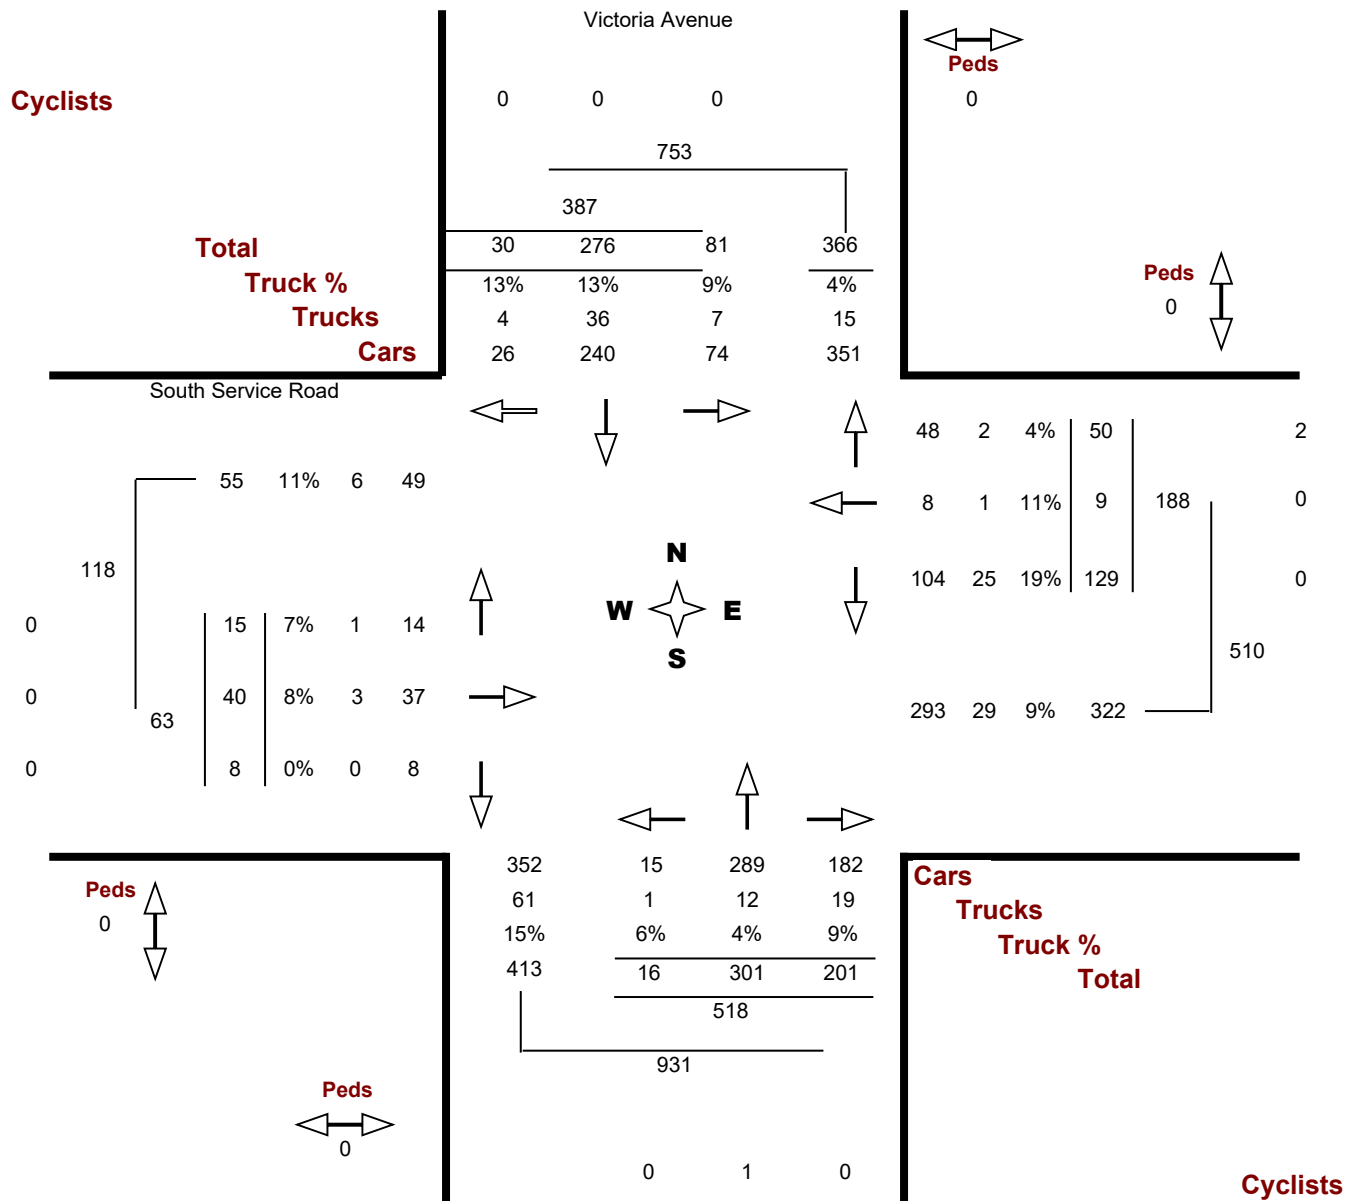 Victoria Avenue
Peds
Cyclists 0 0 0 0
753
387
Total 30 276 81 366
Truck % 13% 13% 9% 4%
Peds
0
Trucks 4 36 7 15
Cars 26 240 74 351
South Service Road
48 2 4% 50 2
55 11% 6 49
8 1 11% 9 188 0
N
118
104 25 19% 129 0
W E
0 15 7% 1 14
S
510
0 40 8% 3 37
63
293 29 9% 322
0 8 0% 0 8
352 15 289 182
Cars
Peds
61 1 12 19
Trucks
0
15% 6% 4% 9%
Truck %
413 16 301 201
Total
518
931
Peds
0
0 1 0
Cyclists